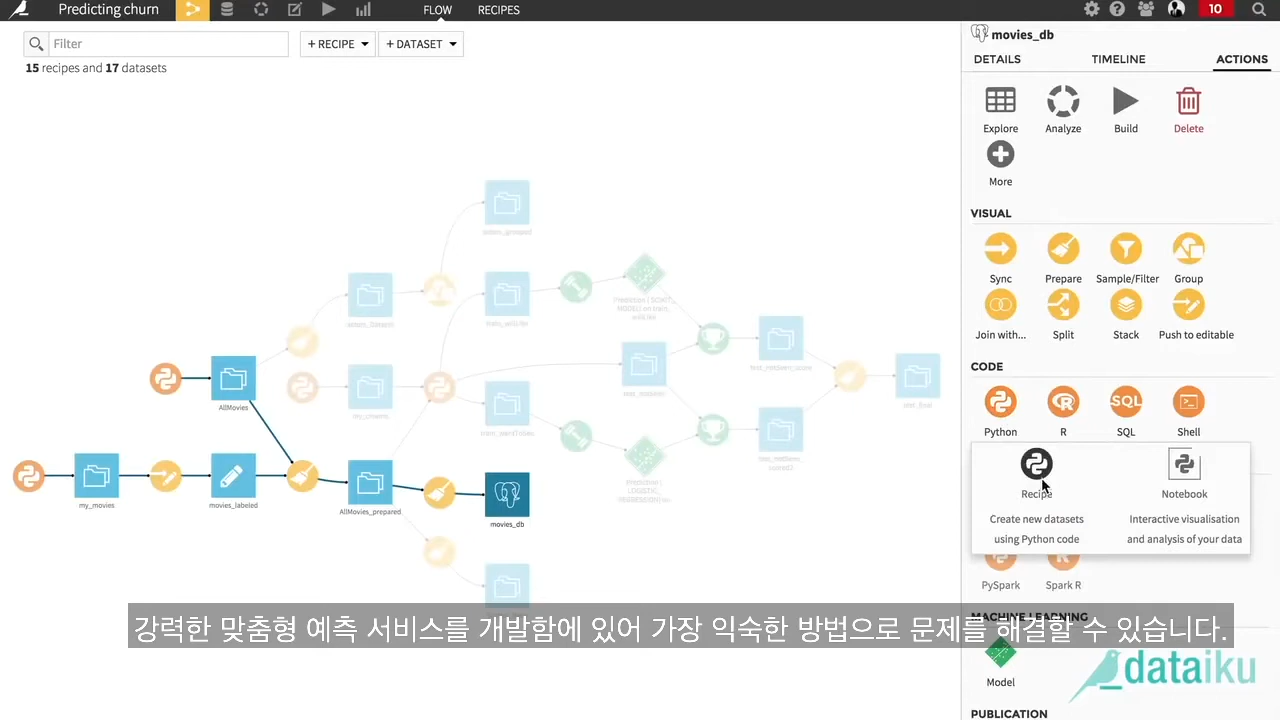 Predicting churn
FLOW
RECIPES
10
Filter
+ RECIPE
+ DATASET
15 recipes and 17 datasets
movies_db
DETAILS
TIMELINE
ACTIONS
Explore
Analyze
Build
Delete
More
VISUAL
Sync
Prepare
Sample/Filter
Group
Join with...
Split
Stack
Push to editable
CODE
Python
R
SQL
Shell
SQL
R
Recipe
Notebook
Create new datasets
using Python code
Interactive visualisation
and analysis of your data
PySpark
Spark R
MACHINE LEARNING
Model
PUBLICATION
AllMovies
my_movies
movies_labeled
AllMovies_prepared
movies_db
강력한 맞춤형 예측 서비스를 개발함에 있어 가장 익숙한 방법으로 문제를 해결할 수 있습니다.
dataiku